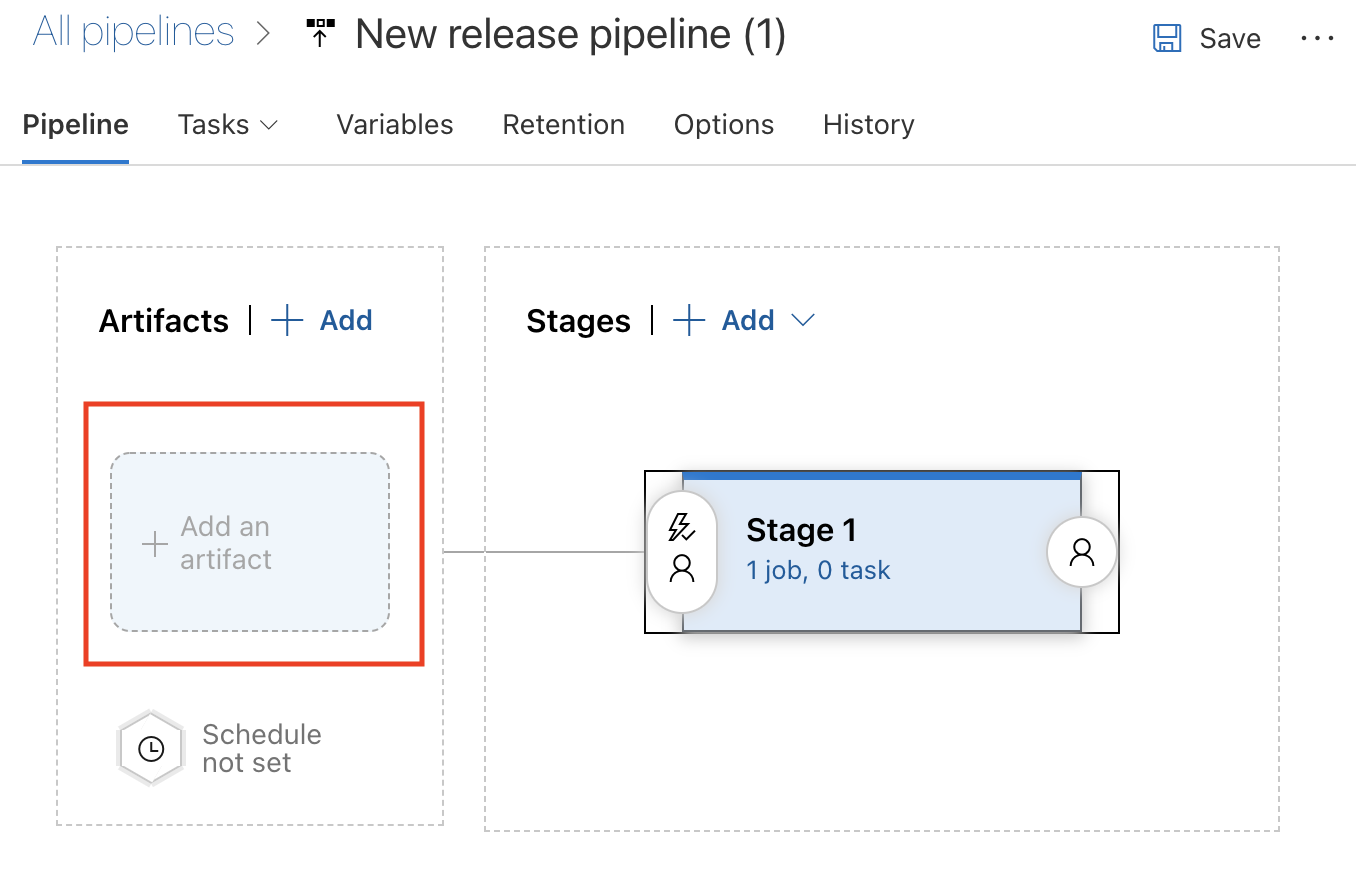 All pipelines > New release pipeline (1)
Save ...
Pipeline Tasks Variables Retention Options History
Artifacts | + Add
Stages | + Add
+ Add an
artifact
Stage 1
1 job, 0 task
Schedule
not set